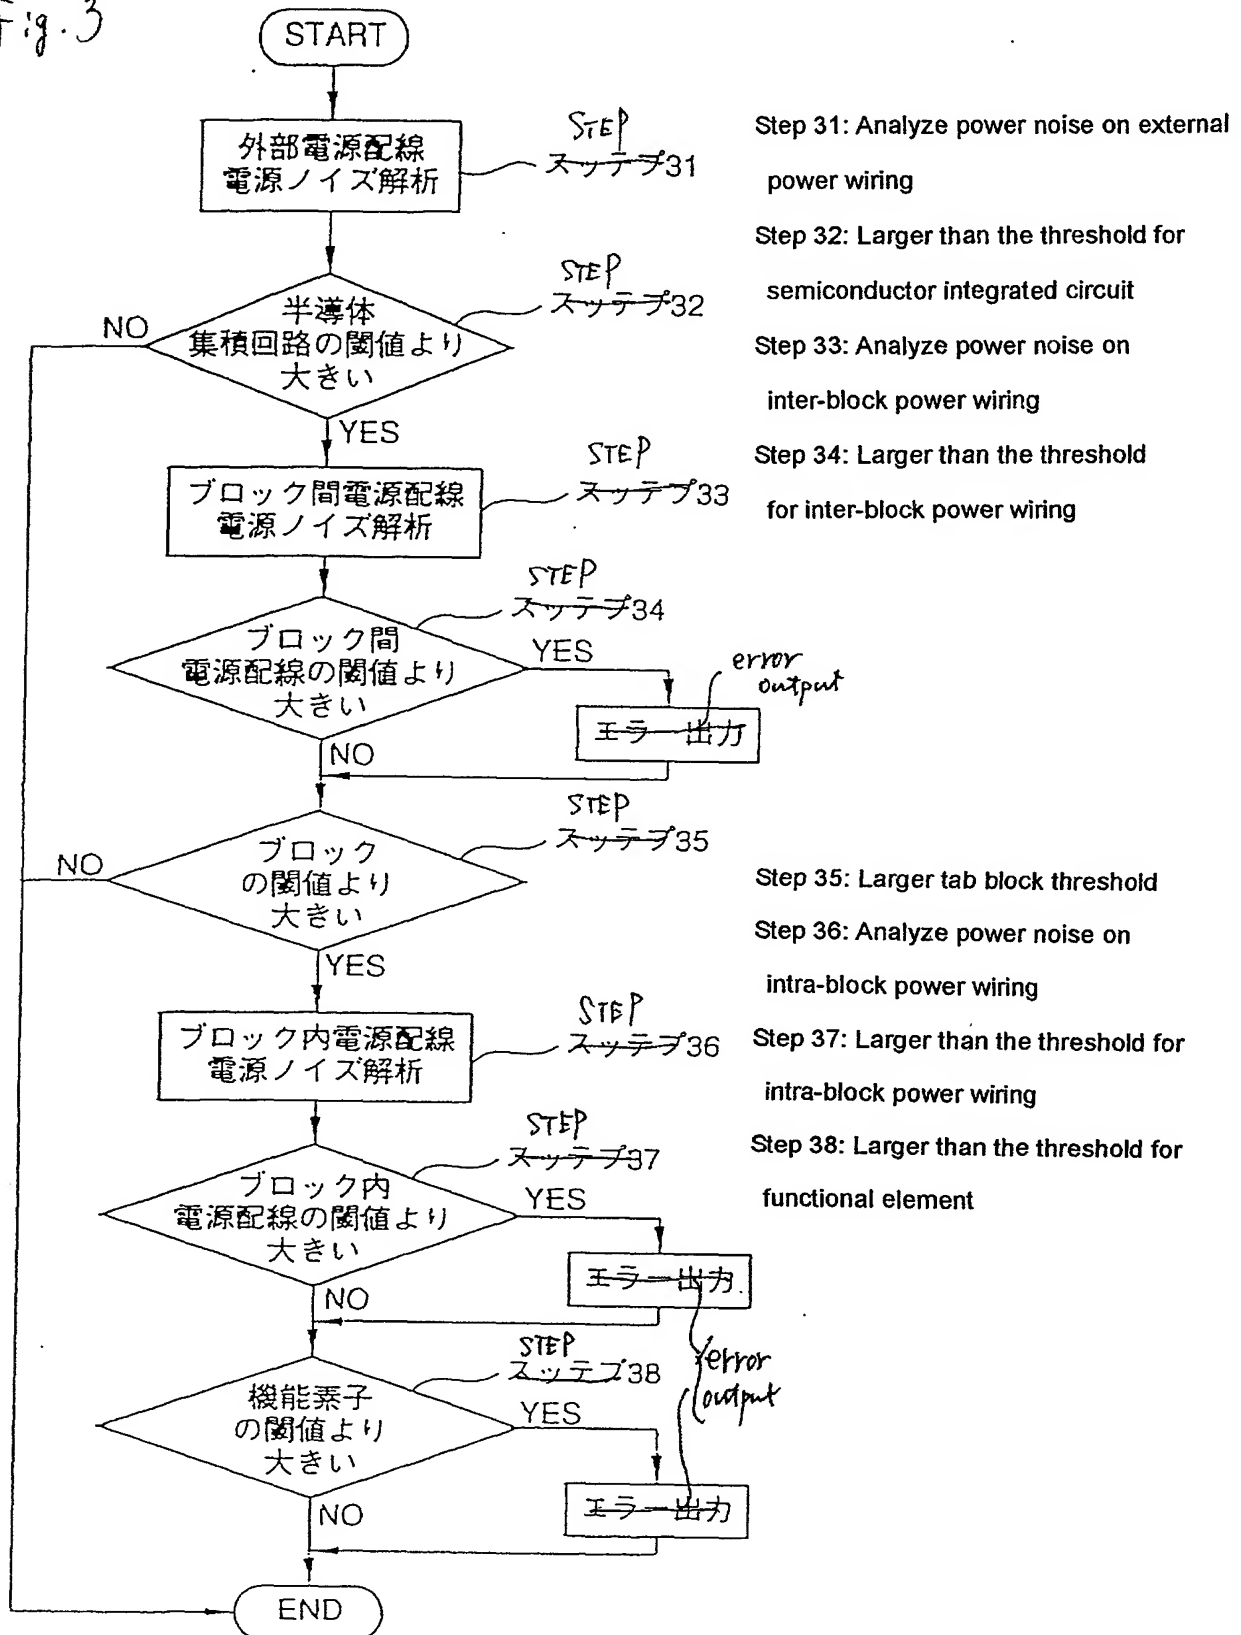 Fig.3
START
外部電源配線
電源ノイズ解析
STEP
スッテプ31
Step 31: Analyze power noise on external
power wiring
半導体
集積回路の閾値より
大きい
STEP
スッテプ32
NO
YES
Step 32: Larger than the threshold for
semiconductor integrated circuit
ブロック間電源配線
電源ノイズ解析
STEP
スッテプ33
Step 33: Analyze power noise on
inter-block power wiring
Step 34: Larger than the threshold
for inter-block power wiring
STEP
スッテプ34
ブロック間
電源配線の閾値より
大きい
YES
error
output
エラー出力
NO
STEP
スッテプ35
ブロック
の閾値より
大きい
NO
YES
Step 35: Larger tab block threshold
Step 36: Analyze power noise on
intra-block power wiring
ブロック内電源配線
電源ノイズ解析
STEP
スッテプ36
Step 37: Larger than the threshold for
intra-block power wiring
Step 38: Larger than the threshold for
functional element
STEP
スッテプ37
ブロック内
電源配線の閾値より
大きい
YES
エラー出力
NO
error
output
STEP
スッテプ38
機能素子
の閾値より
大きい
YES
エラー出力
NO
END